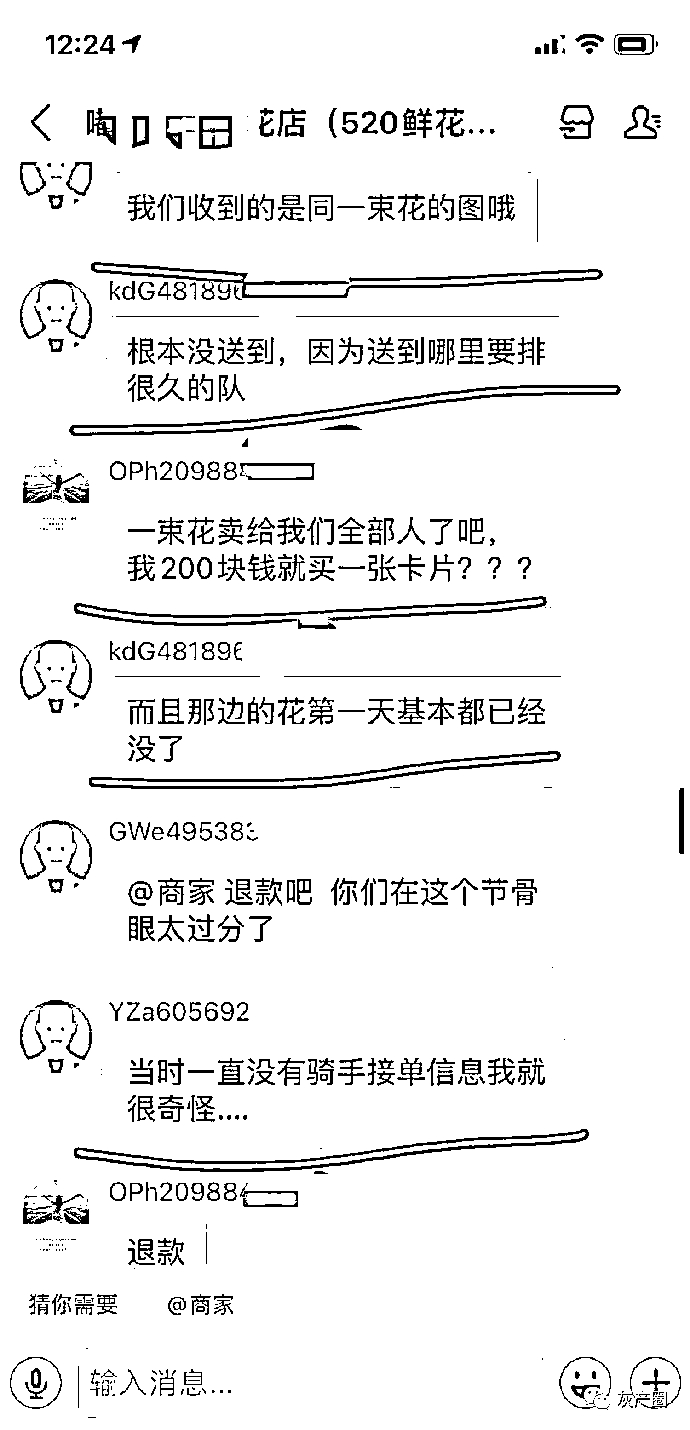 12:24
花店（520鲜花...
我们收到的是同一束花的图哦
kdG481896
根本没送到，因为送到哪里要排
很久的队
OPh209884
一束花卖给我们全部人了吧，
我200块钱就买一张卡片？？？
kdG481896
而且那边的花第一天基本都已经
没了
GWe495383
@商家 退款吧 你们在这个节骨
眼太过分了
YZa605692
当时一直没有骑手接单信息我就
很奇怪....
OPh209884
退款
猜你需要
@商家
输入消息...
灰产圈